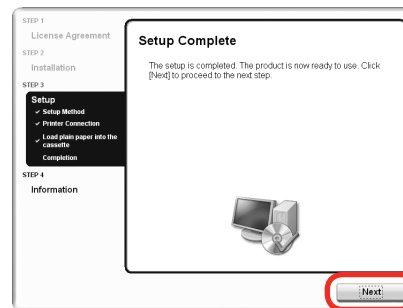 STEP 1
License Agreement
STEP 2
Installation
STEP 3
Setup
Setup Method
Printer Connection
Load plain paper into the
cassette
Completion
STEP 4
Information
Setup Complete
The setup is completed. The product is now ready to use. Click
[Next] to proceed to the next step.
Next